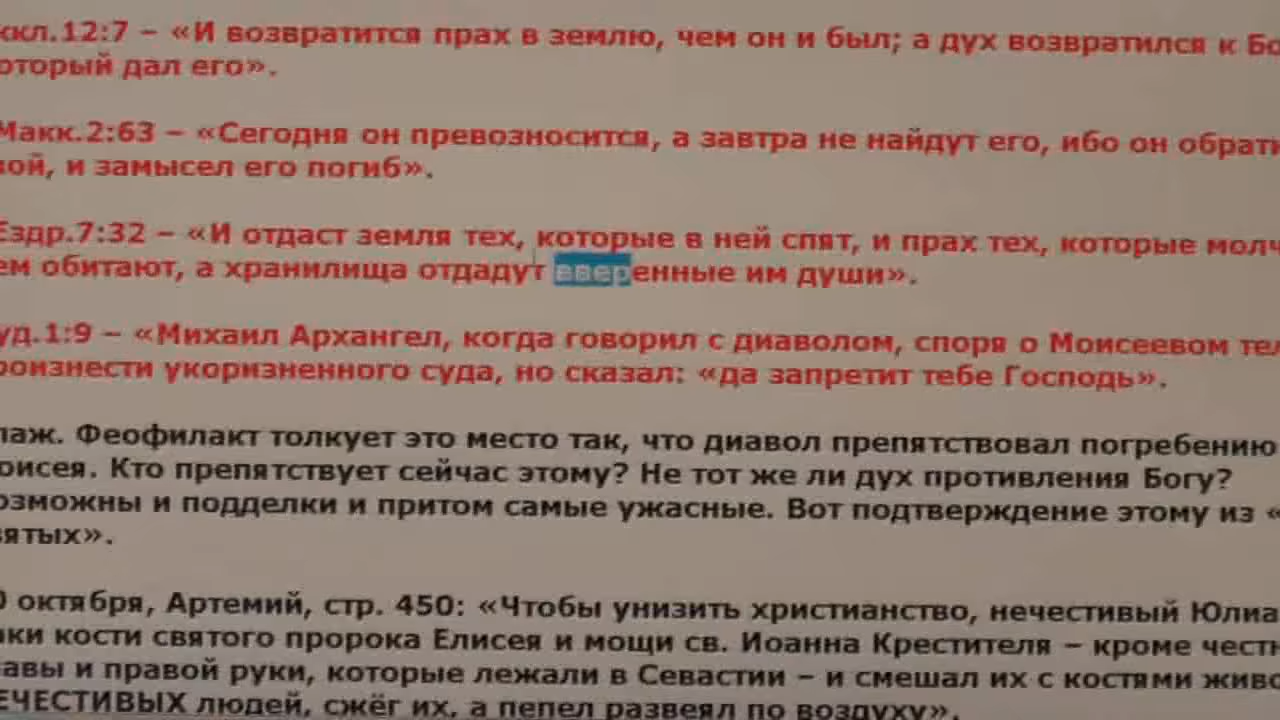 ккл.12:7 – «И возвратится прах в землю, чем он и был; а дух возвратился к Бо
оторый дал его».
Макк.2:63 – «Сегодня он превозносится, а завтра не найдут его, ибо он обрати
вой, и замысел его погиб».
Ездр.7:32 – «И отдаст земля тех, которые в ней спят, и прах тех, которые молч
ем обитают, а хранилища отдадут вверенные им души».
уд.1:9 – «Михаил Архангел, когда говорил с диаволом, споря о Моисеевом тел
роизнести укоризненного суда, но сказал: «да запретит тебе Господь».
лаж. Феофилакт толкует это место так, что диавол препятствовал погребению
оисея. Кто препятствует сейчас этому? Не тот же ли дух противления Богу?
озможны и подделки и притом самые ужасные. Вот подтверждение этому из «
вятых».
0 октября, Артемий, стр. 450: «Чтобы унизить христианство, нечестивый Юлиа
нки кости святого пророка Елисея и мощи св. Иоанна Крестителя – кроме честн
авы и правой руки, которые лежали в Севастии – и смешал их с костями живо
ЕЧЕСТИВЫХ людей, сжёг их, а пепел развеял по воздуху».